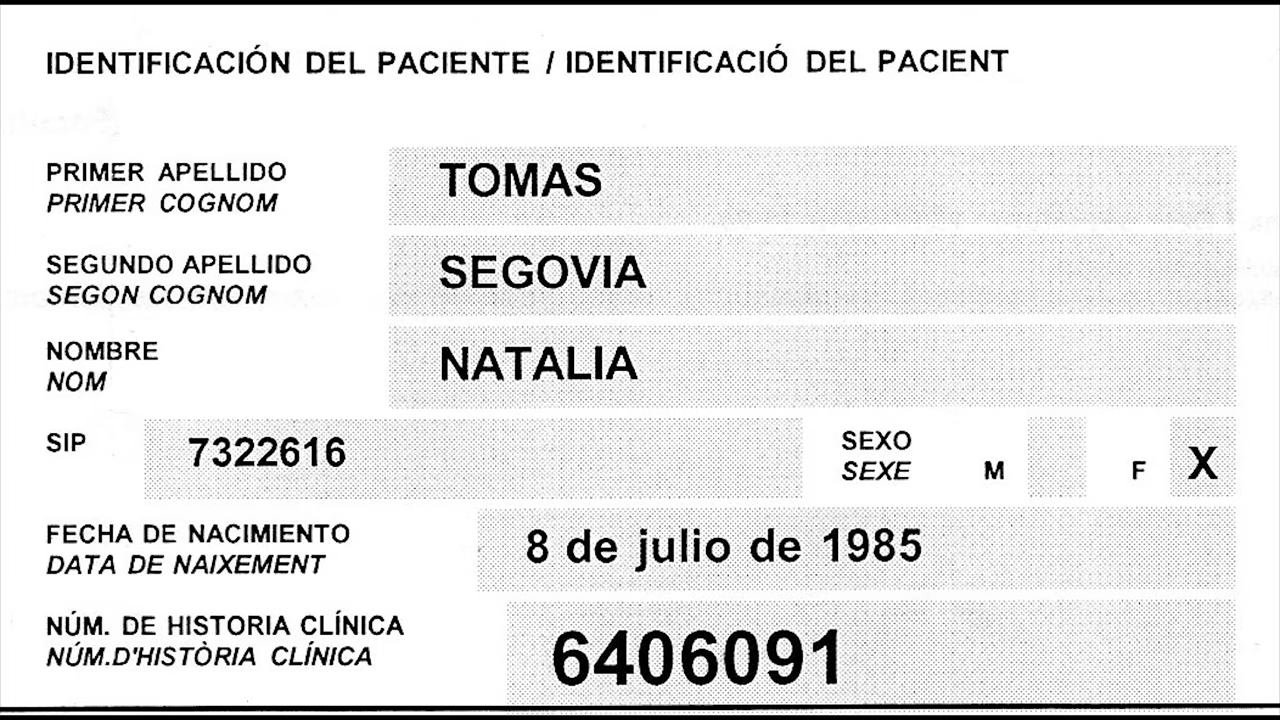 IDENTIFICACIÓN DEL PACIENTE / IDENTIFICACIÓ DEL PACIENT
PRIMER APELLIDO
PRIMER COGNOM
TOMAS
SEGUNDO APELLIDO
SEGON COGNOM
SEGOVIA
NOMBRE
NOM
NATALIA
SIP 7322616
SEXO
SEXE M F X
FECHA DE NACIMIENTO
DATA DE NAIXEMENT
8 de julio de 1985
NÚM. DE HISTORIA CLÍNICA
NÚM.D'HISTÒRIA CLÍNICA
6406091